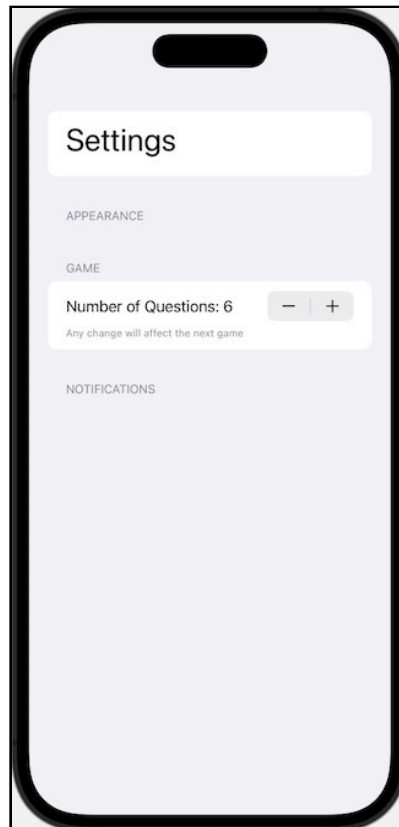 Settings
APPEARANCE
GAME
Number of Questions: 6
Any change will affect the next game
NOTIFICATIONS